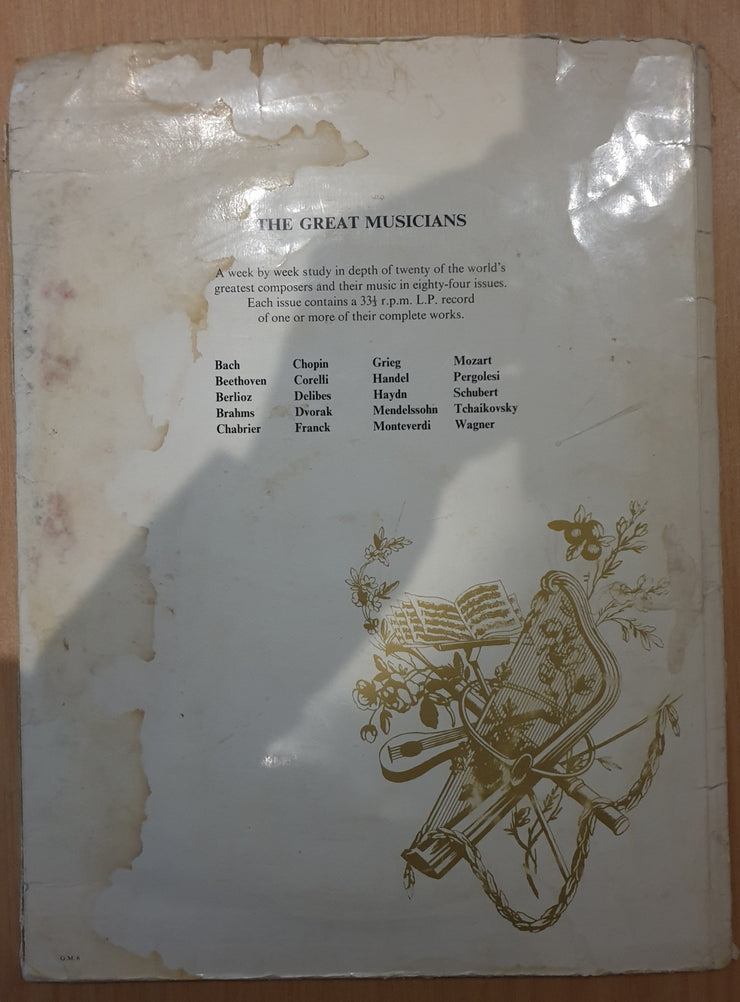 THE GREAT MUSICIANS
A week by week study in depth of twenty of the world's
greatest composers and their music in eighty-four issues.
Each issue contains a 33⅓ r.p.m. L.P. record
of one or more of their complete works.
Bach Chopin Grieg Mozart
Beethoven Corelli Handel Pergolesi
Berlioz Delibes Haydn Schubert
Brahms Dvorak Mendelssohn Tchaikovsky
Chabrier Franck Monteverdi Wagner
G.M. 6